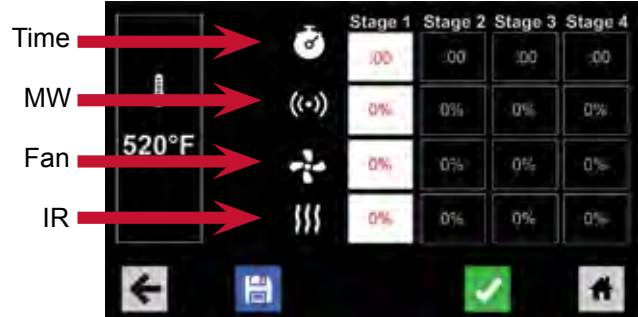 Stage 1 Stage 2 Stage 3 Stage 4
Time :00 :00 :00 :00
MW 0% 0% 0% 0%
520°F
Fan 0% 0% 0% 0%
IR 0% 0% 0% 0%